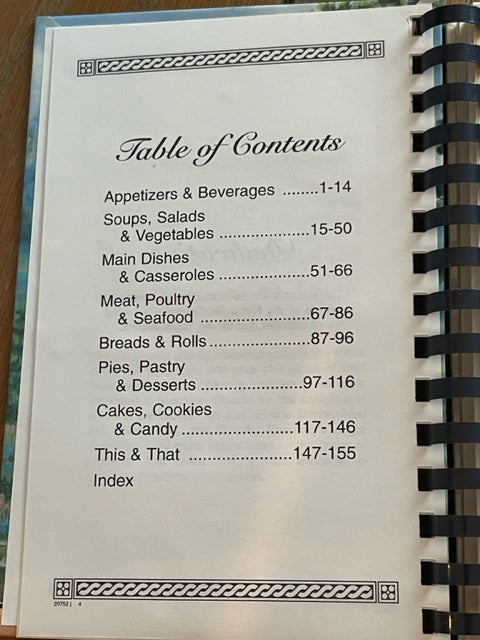 Table of Contents
Appetizers & Beverages ........1-14
Soups, Salads
& Vegetables ....................15-50
Main Dishes
& Casseroles ....................51-66
Meat, Poultry
& Seafood ........................67-86
Breads & Rolls.......................87-96
Pies, Pastry
& Desserts ......................97-116
Cakes, Cookies
& Candy .........................117-146
This & That .......................147-155
Index
20752 j 4